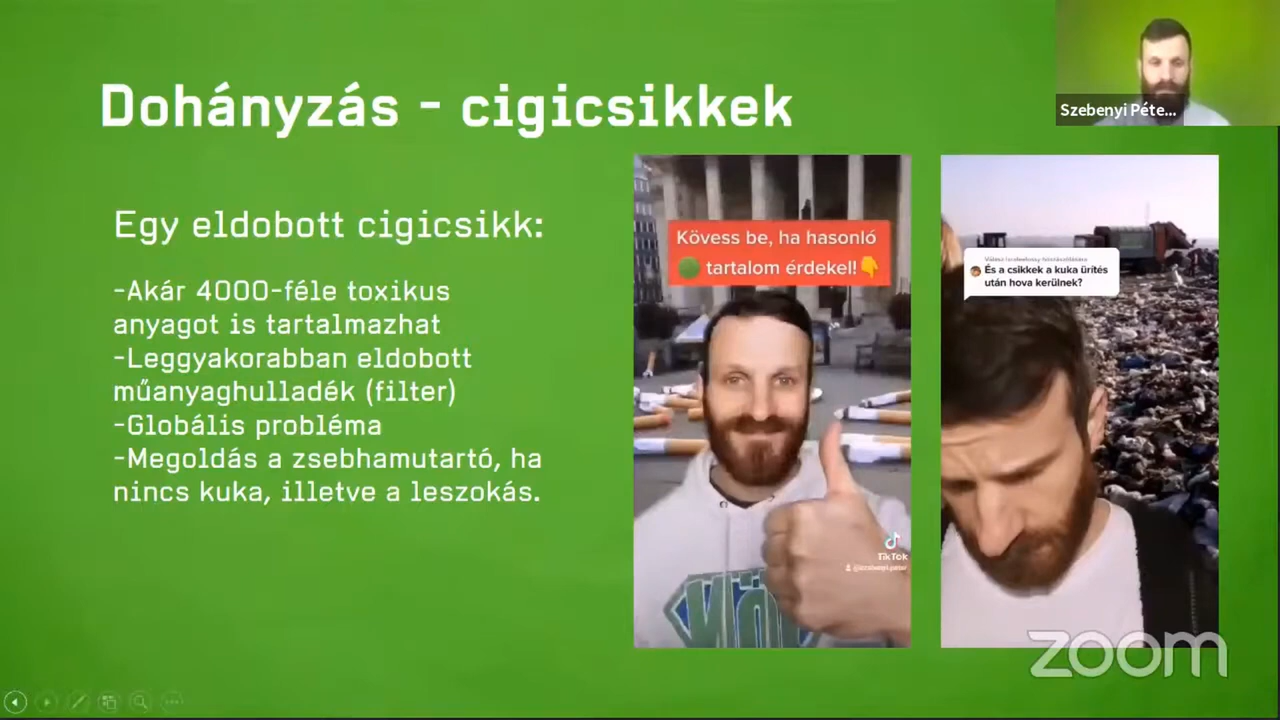 Dohányzás - cigicsikkek
Szebenyi Péte...
Egy eldobott cigicsikk:
-Akár 4000-féle toxikus
anyagot is tartalmazhat
-Leggyakorabban eldobott
műanyaghulladék (filter)
-Globális probléma
-Megoldás a zsebhamutartó, ha
nincs kuka, illetve a leszokás.
Kövess be, ha hasonló
tartalom érdekel!
TikTok
És a csikkek a kuka ürítés
után hova kerülnek?
zoom